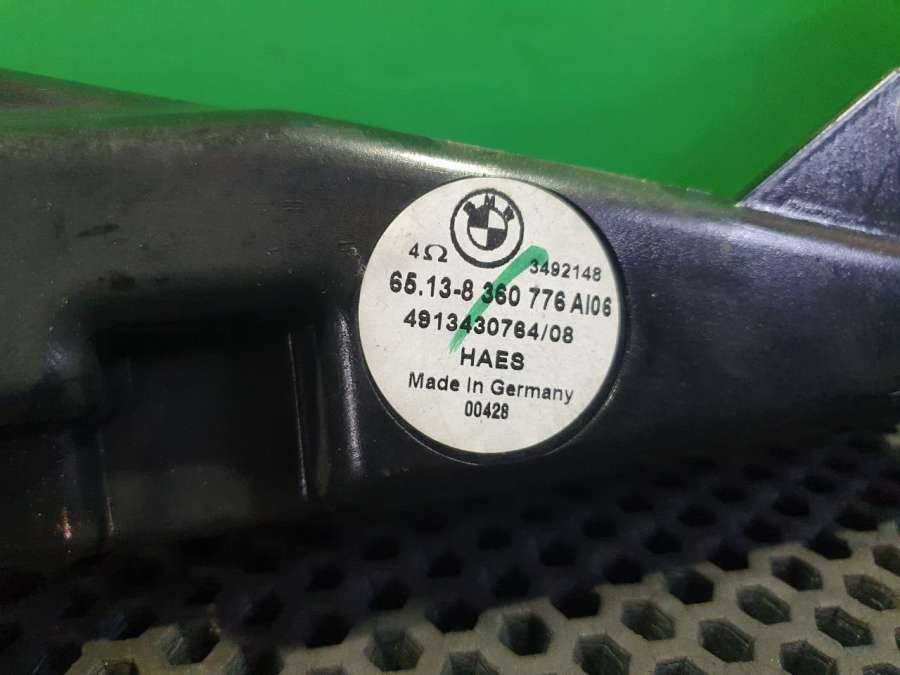 BMW
4Ω
3492148
65.13-8 360 776 AI06
4913430764/08
HAES
Made In Germany
00428